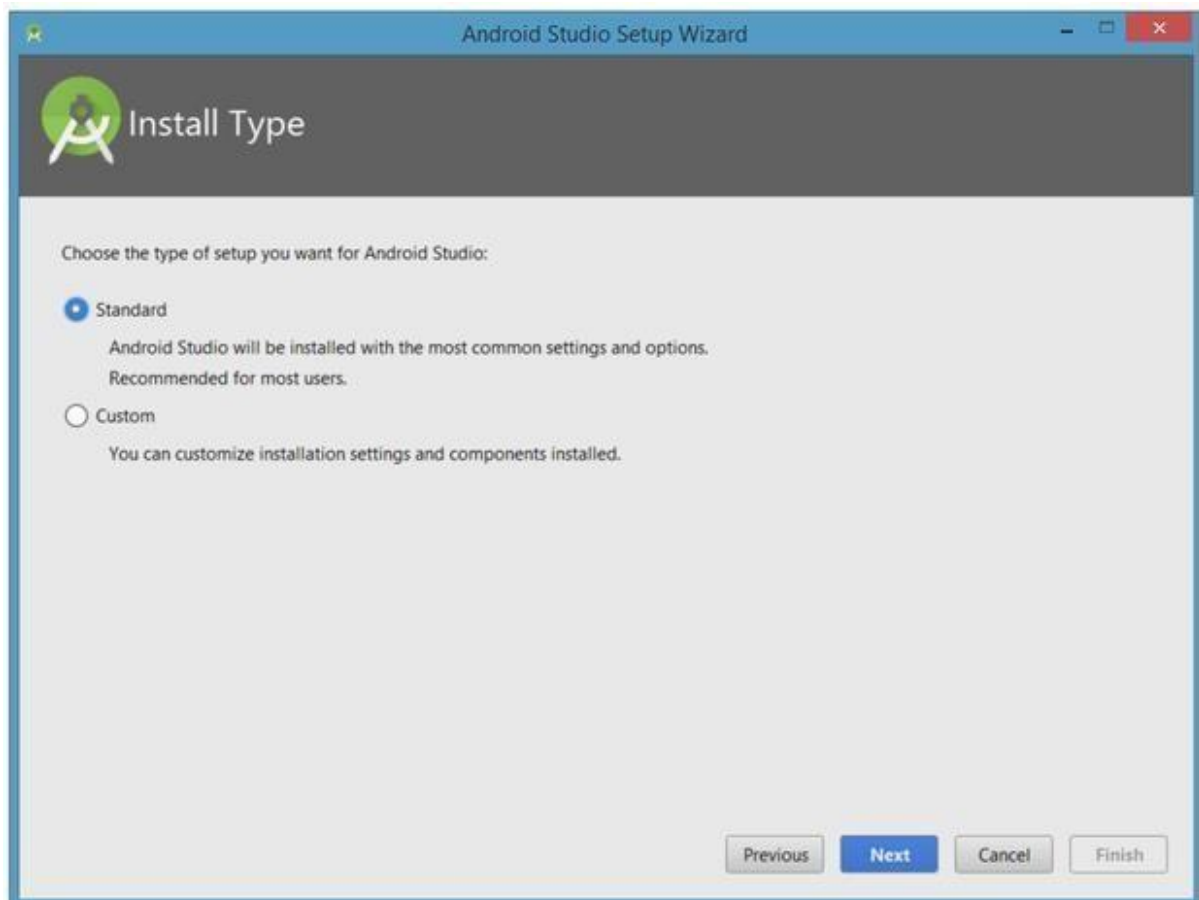 Android Studio Setup Wizard
Install Type
Choose the type of setup you want for Android Studio:
Standard
Android Studio will be installed with the most common settings and options.
Recommended for most users.
Custom
You can customize installation settings and components installed.
Previous Next Cancel Finish